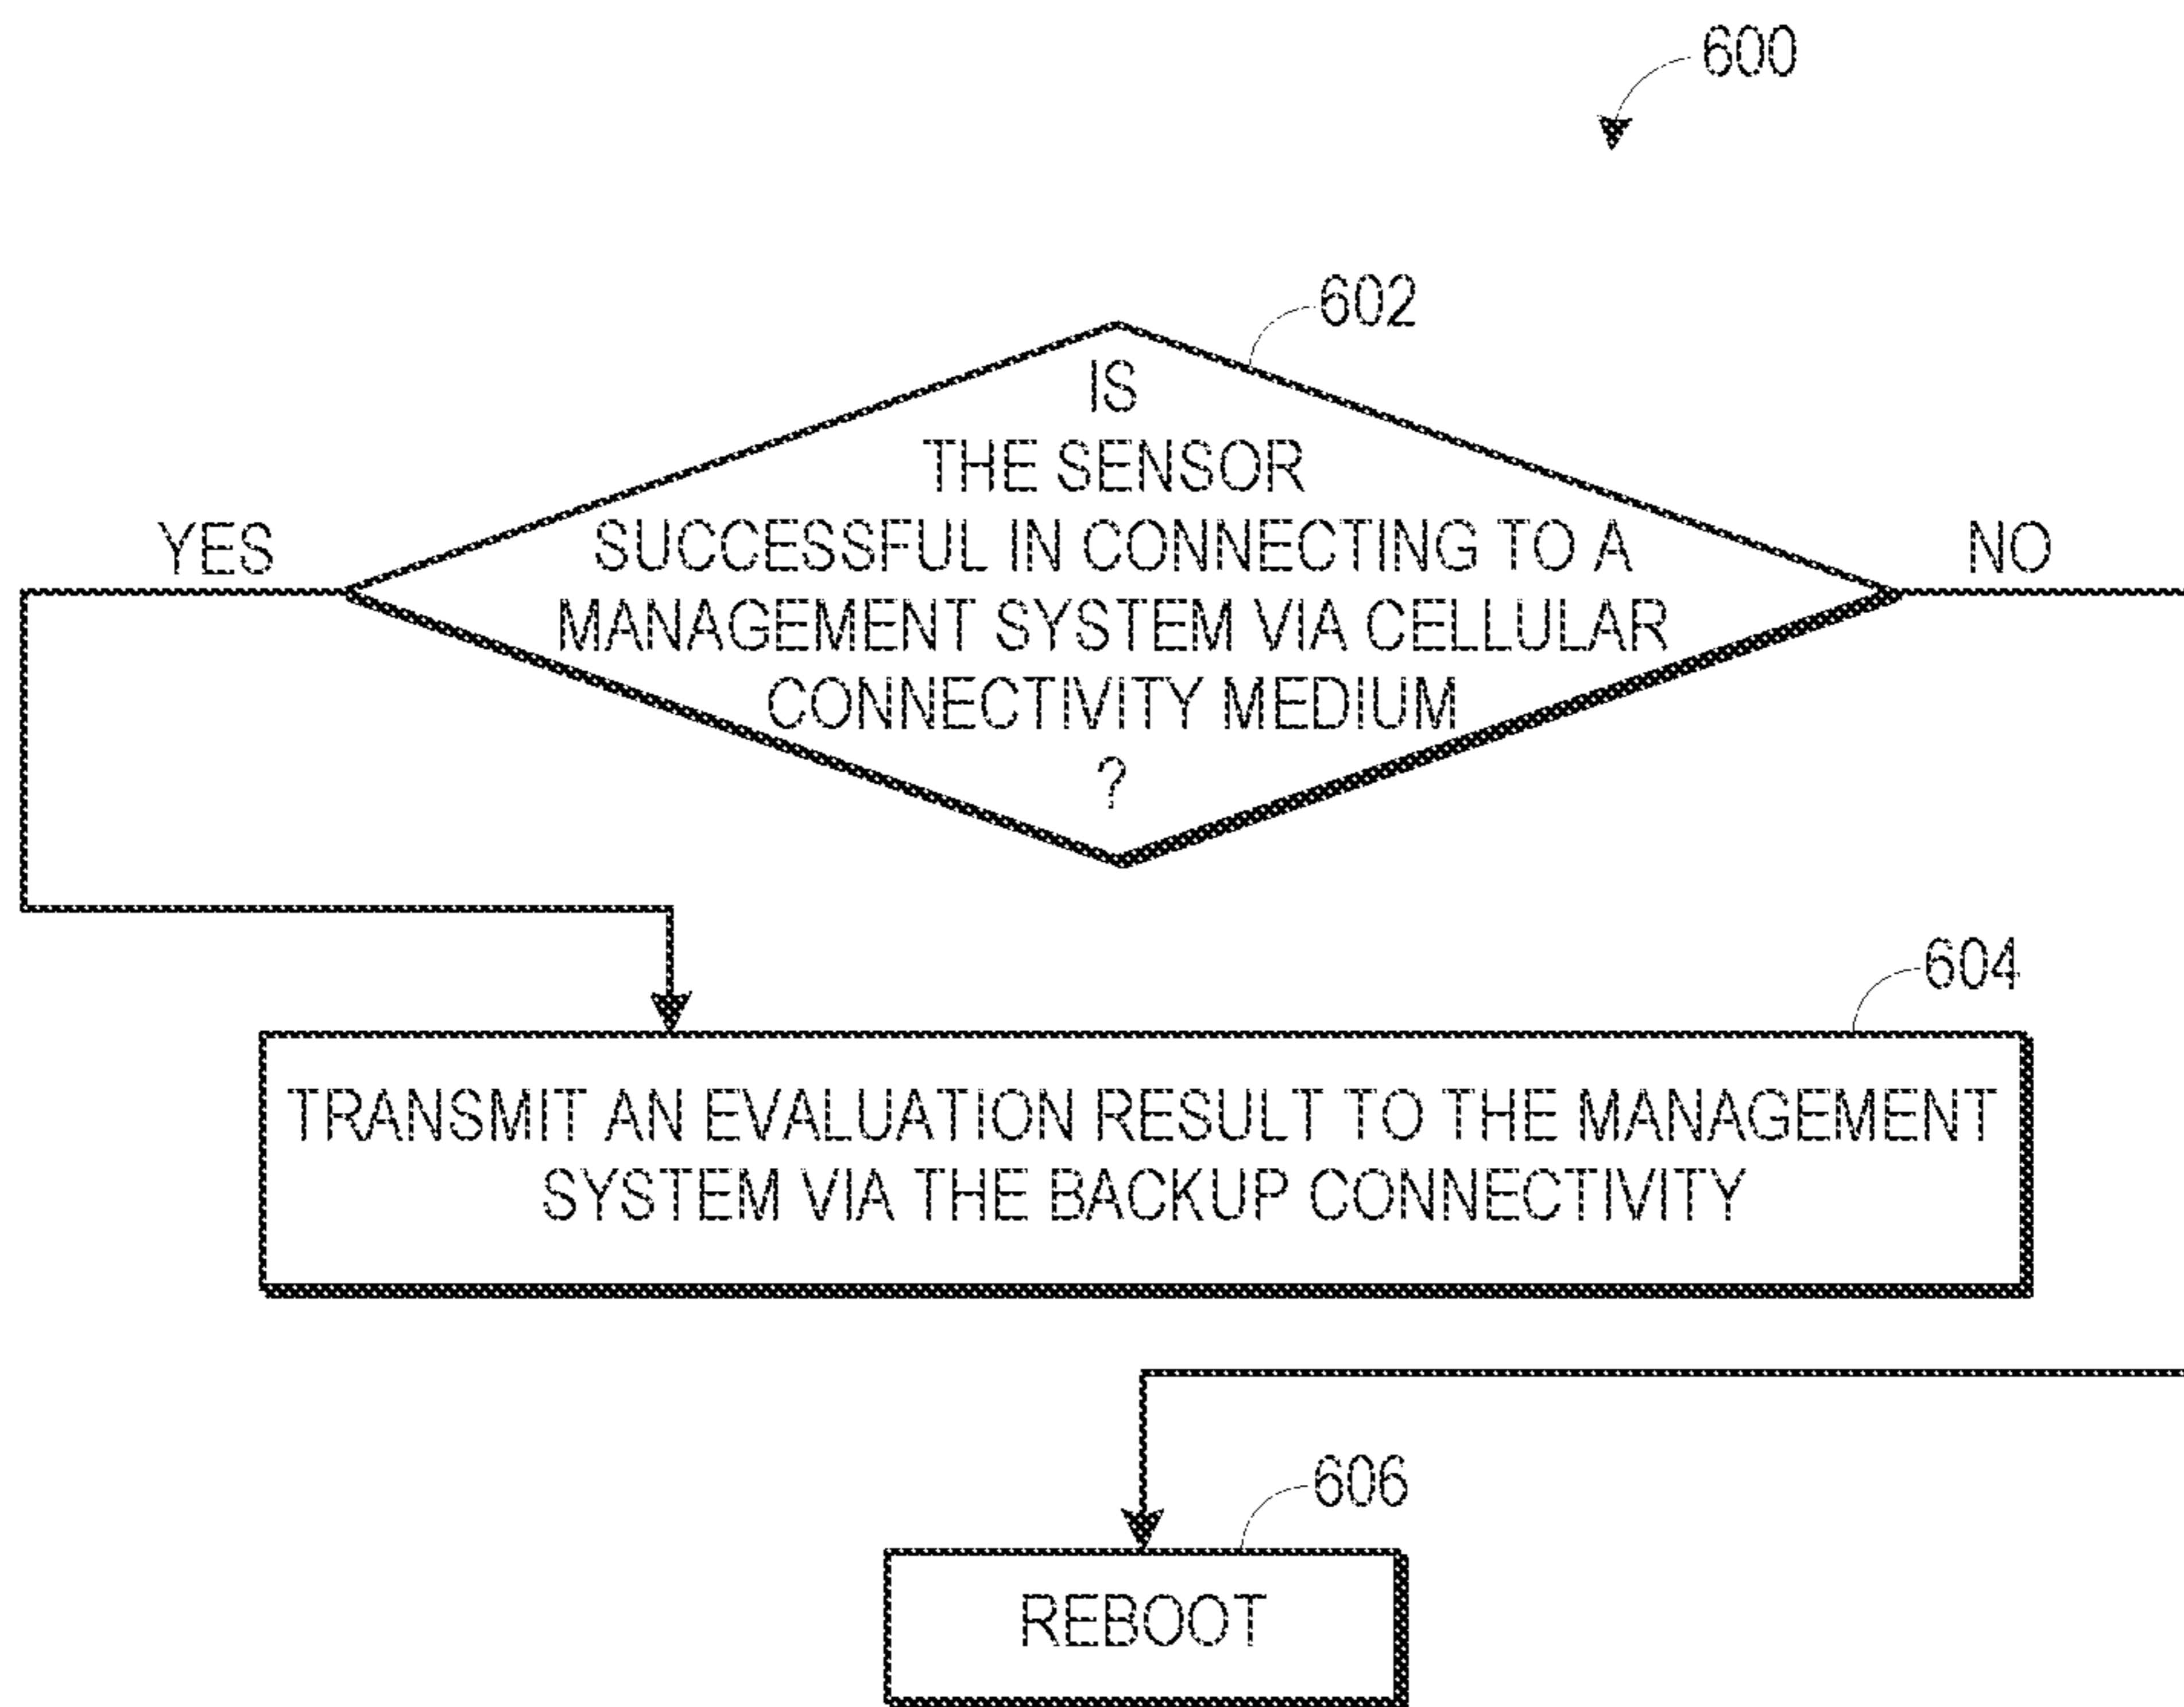 600
602
IS
THE SENSOR
SUCCESSFUL IN CONNECTING TO A
MANAGEMENT SYSTEM VIA CELLULAR
CONNECTIVITY MEDIUM
?
YES
NO
604
TRANSMIT AN EVALUATION RESULT TO THE MANAGEMENT
SYSTEM VIA THE BACKUP CONNECTIVITY
606
REBOOT